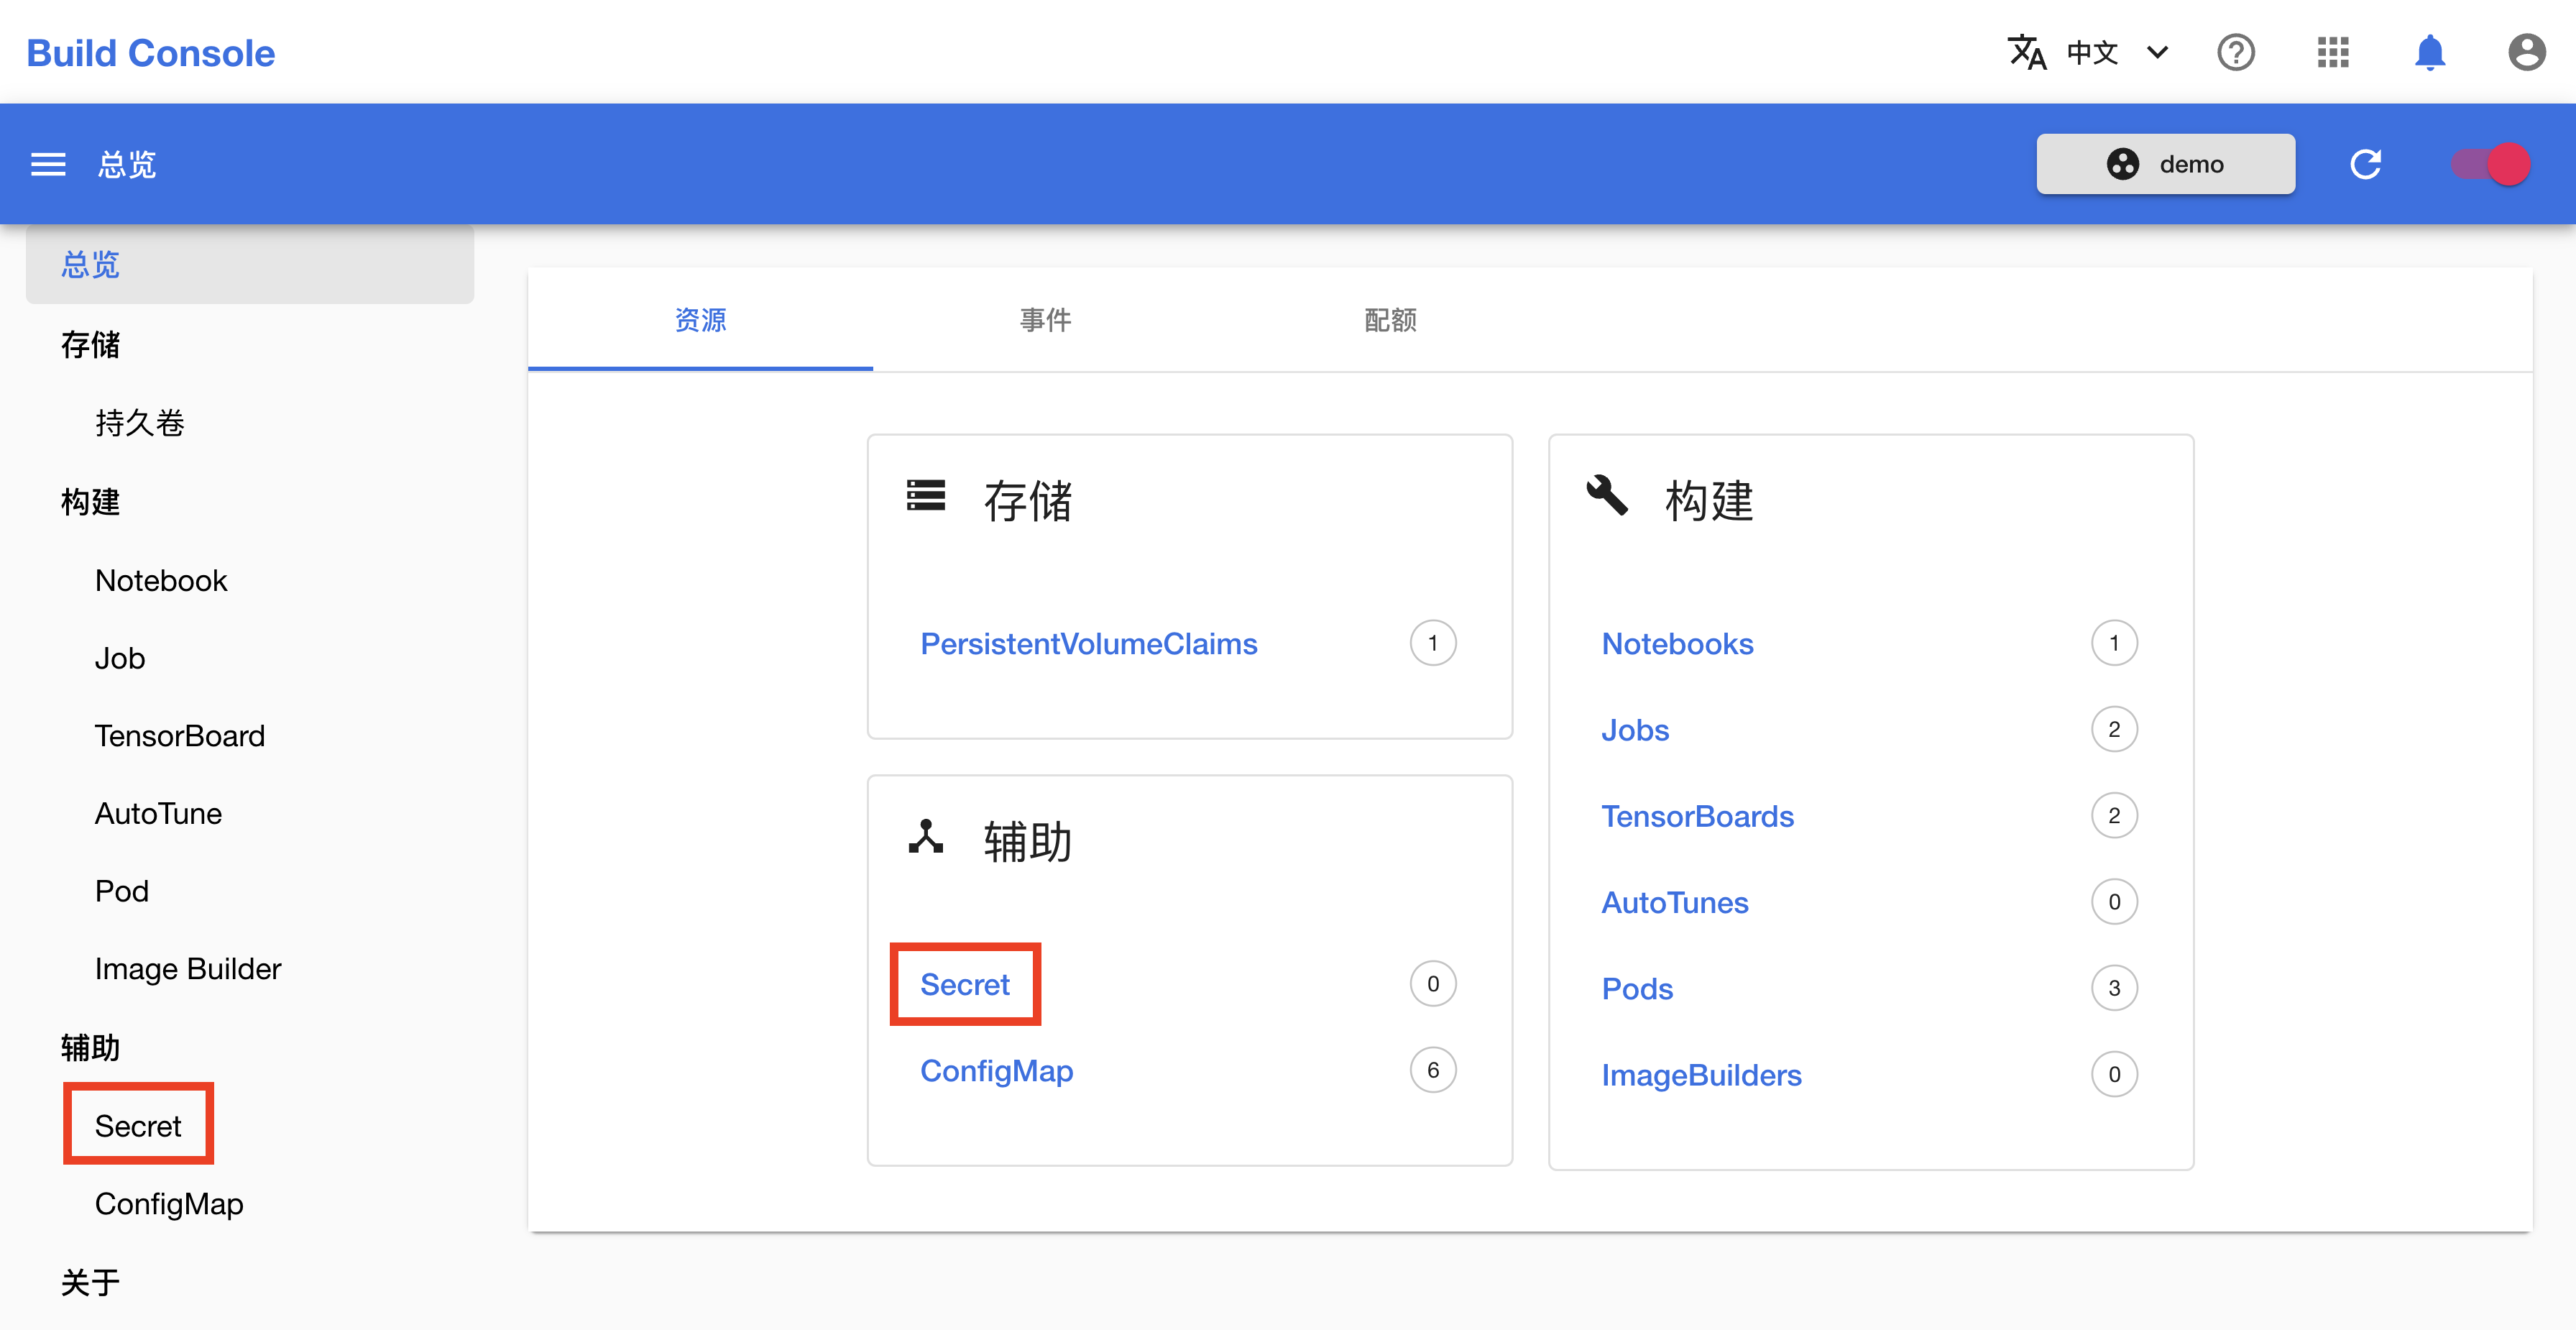 Build Console
中文
总览
demo
总览
存储
持久卷
构建
Notebook
Job
TensorBoard
AutoTune
Pod
Image Builder
辅助
Secret
ConfigMap
关于
资源 事件 配额
存储
PersistentVolumeClaims 1
辅助
Secret 0
ConfigMap 6
构建
Notebooks 1
Jobs 2
TensorBoards 2
AutoTunes 0
Pods 3
ImageBuilders 0